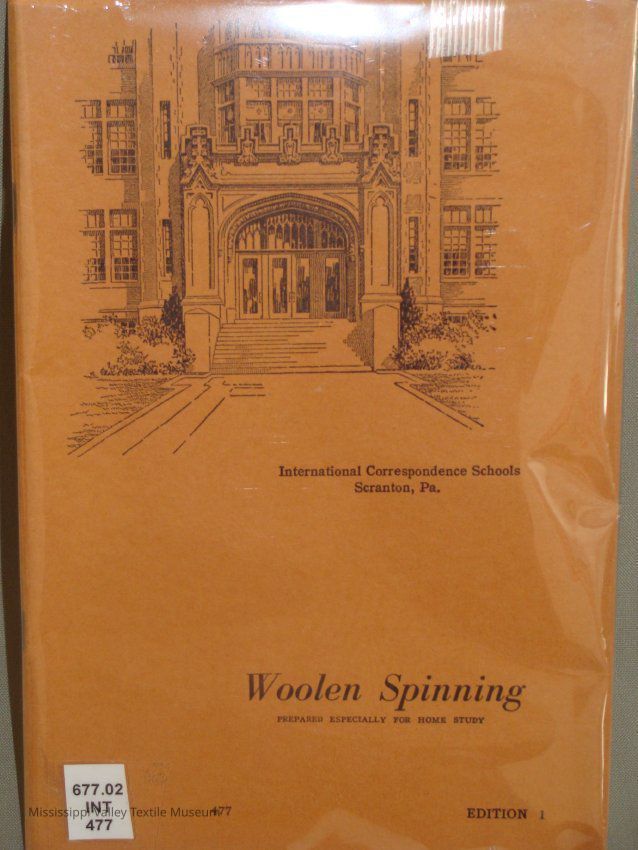 International Correspondence Schools
Scranton, Pa.
Woolen Spinning
PREPARED ESPECIALLY FOR HOME STUDY
677.02
INT
477
Mississippi Valley Textile Museum
477
EDITION 1